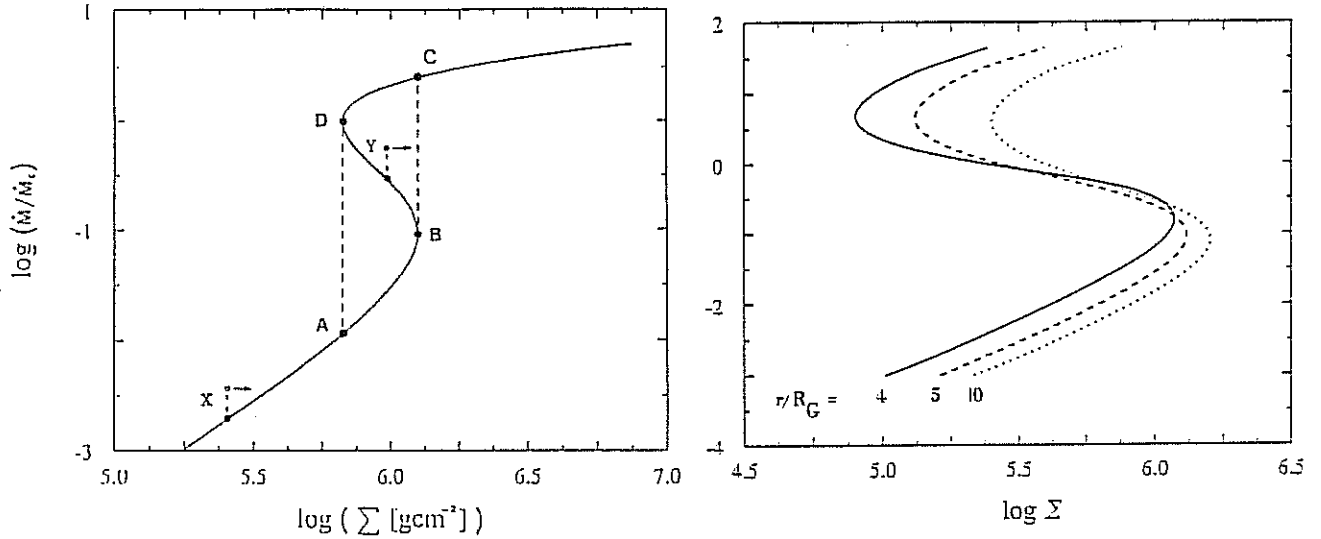 1
-1
-3
log (Ṁ/Ṁc)
C
D
Y
B
A
X
5.0 5.5 6.0 6.5 7.0
log ( Σ [gcm⁻²] )
2
0
-2
-4
r/R_G = 4 5 10
4.5 5.0 5.5 6.0 6.5
log Σ